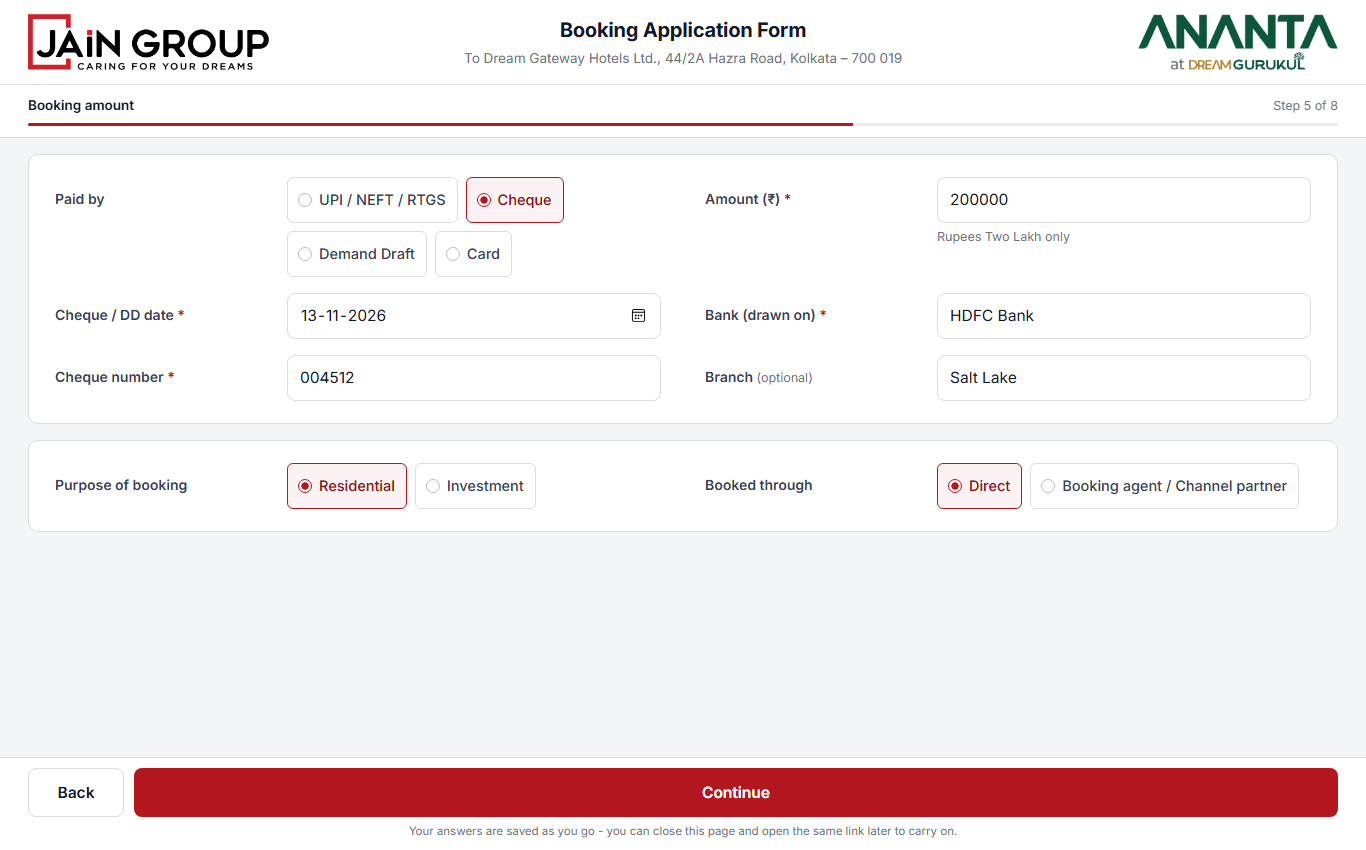 JAiN GROUP
CARING FOR YOUR DREAMS
Booking Application Form
To Dream Gateway Hotels Ltd., 44/2A Hazra Road, Kolkata – 700 019
ANANTA
at DREAM GURUKUL
Booking amount
Step 5 of 8
Paid by
UPI / NEFT / RTGS
Cheque
Demand Draft
Card
Amount (₹) *
200000
Rupees Two Lakh only
Cheque / DD date *
13-11-2026
Bank (drawn on) *
HDFC Bank
Cheque number *
004512
Branch (optional)
Salt Lake
Purpose of booking
Residential
Investment
Booked through
Direct
Booking agent / Channel partner
Back
Continue
Your answers are saved as you go - you can close this page and open the same link later to carry on.